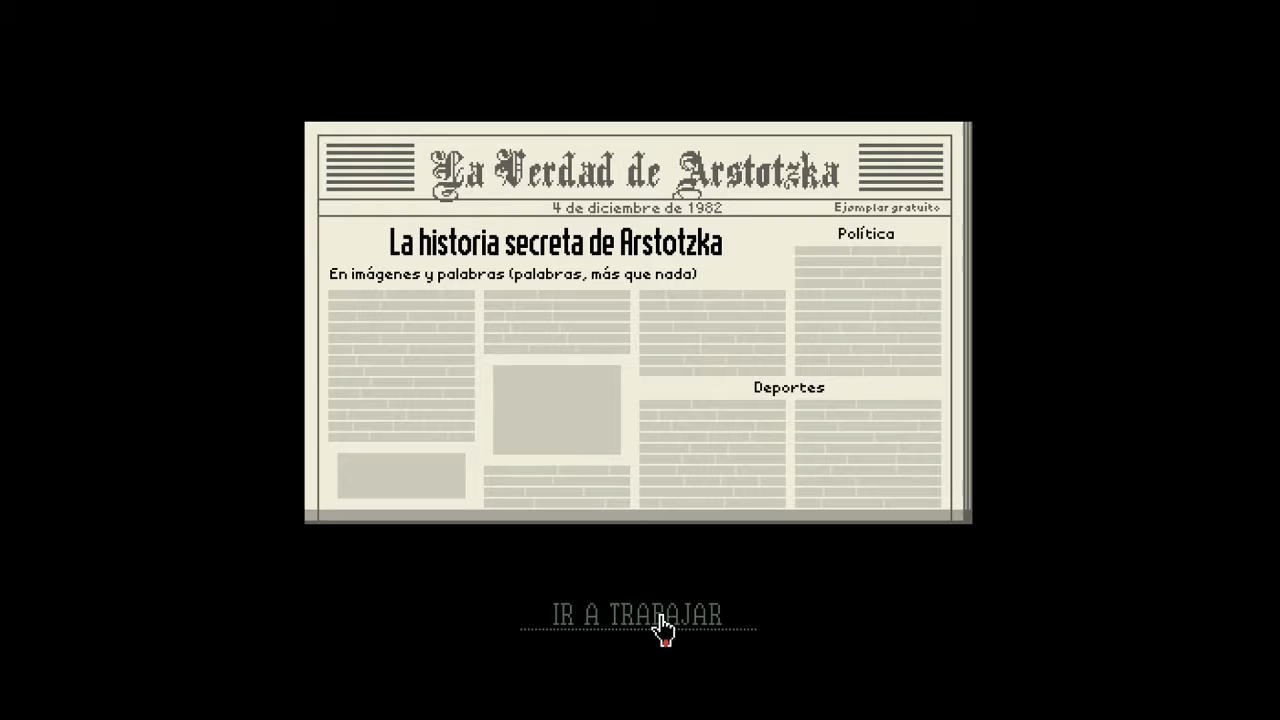 La Verdad de Arstotzka
4 de diciembre de 1982
Ejemplar gratuito
La historia secreta de Arstotzka
En imágenes y palabras (palabras, más que nada)
Política
Deportes
IR A TRABAJAR